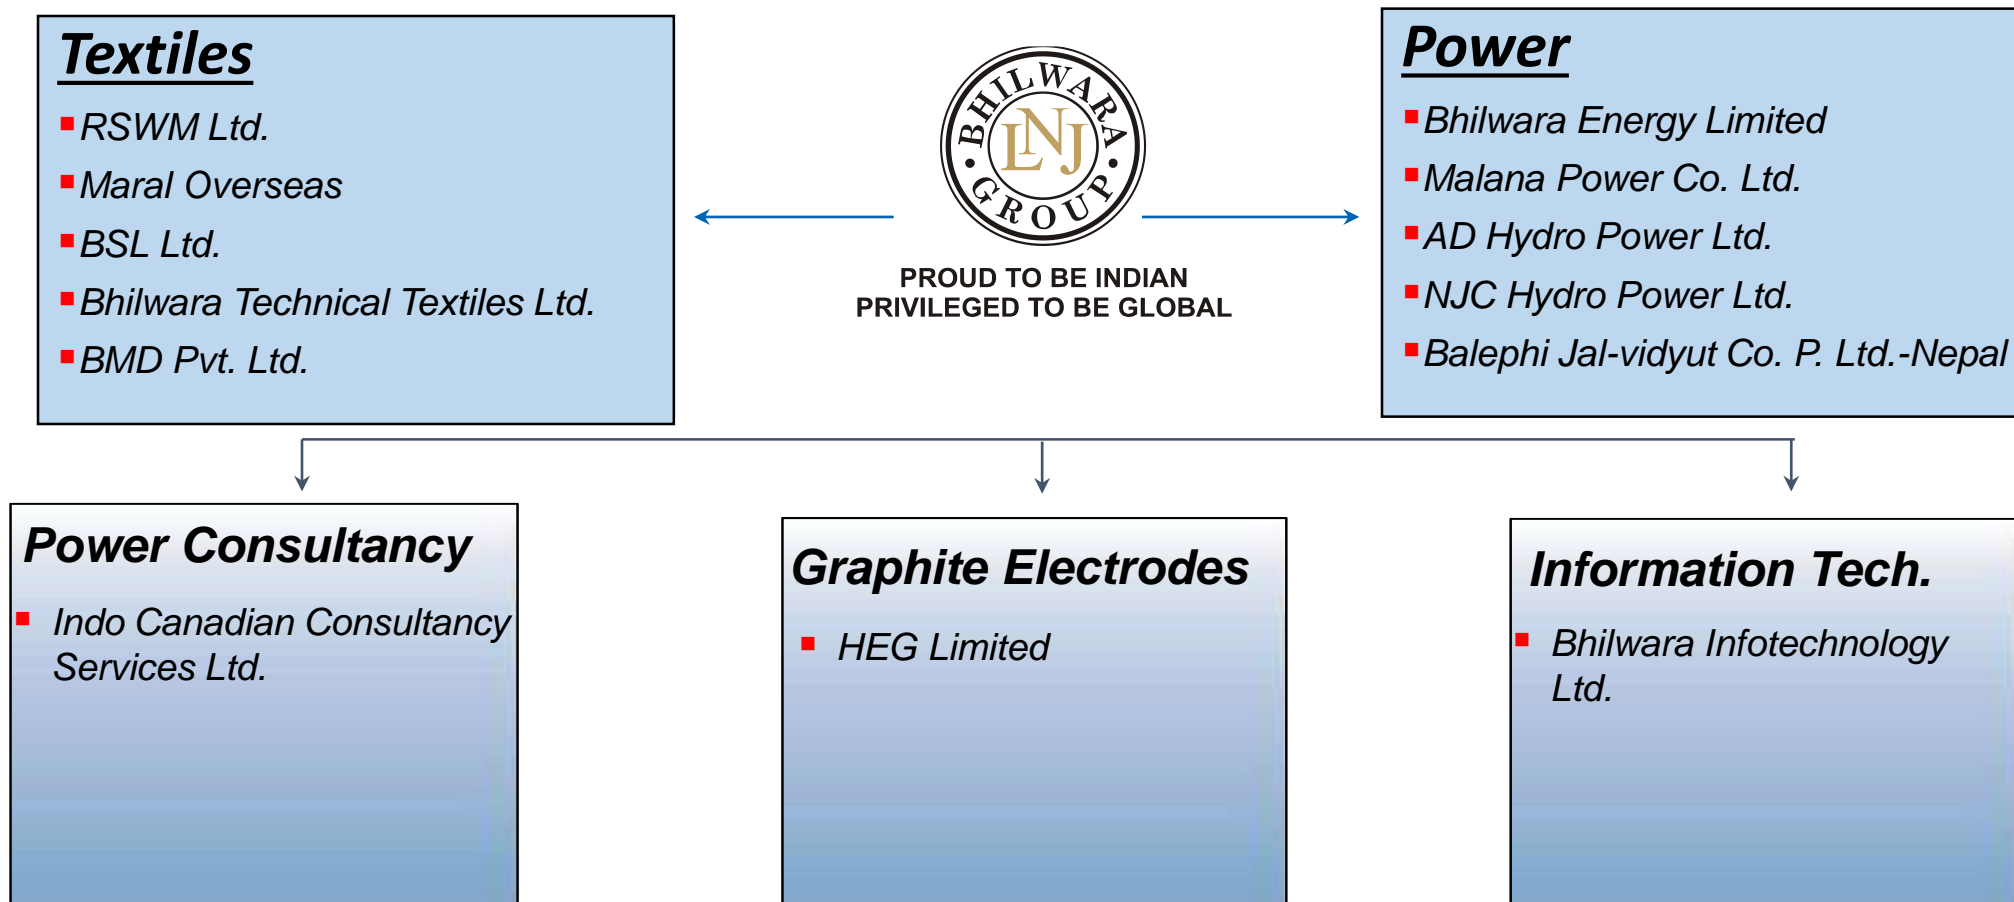 Textiles
RSWM Ltd.
Maral Overseas
BSL Ltd.
Bhilwara Technical Textiles Ltd.
BMD Pvt. Ltd.
BHILWARA
LNJ
GROUP
PROUD TO BE INDIAN
PRIVILEGED TO BE GLOBAL
Power
Bhilwara Energy Limited
Malana Power Co. Ltd.
AD Hydro Power Ltd.
NJC Hydro Power Ltd.
Balephi Jal-vidyut Co. P. Ltd.-Nepal
Power Consultancy
Indo Canadian Consultancy
Services Ltd.
Graphite Electrodes
HEG Limited
Information Tech.
Bhilwara Infotechnology
Ltd.